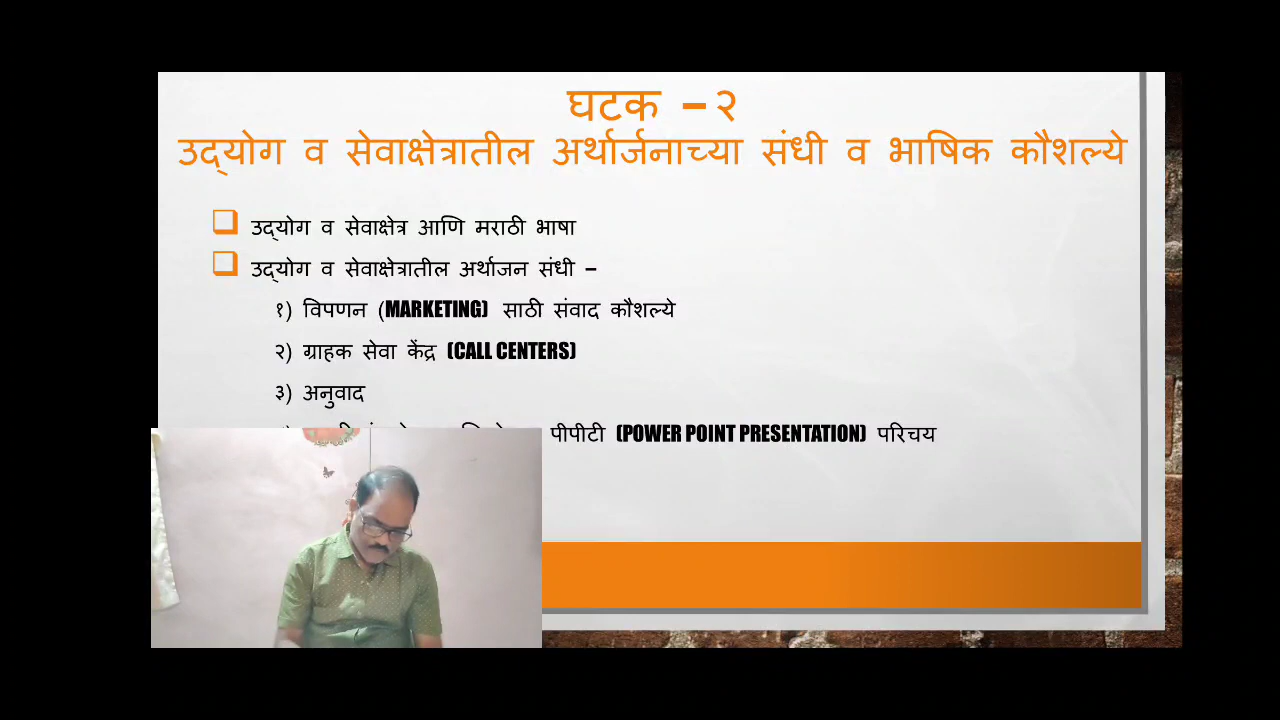 घटक –२
उद्योग व सेवाक्षेत्रातील अर्थार्जनाच्या संधी व भाषिक कौशल्ये
उद्योग व सेवाक्षेत्र आणि मराठी भाषा
उद्योग व सेवाक्षेत्रातील अर्थाजन संधी –
१) विपणन (MARKETING) साठी संवाद कौशल्ये
२) ग्राहक सेवा केंद्र (CALL CENTERS)
३) अनुवाद
पीपीटी (POWER POINT PRESENTATION) परिचय